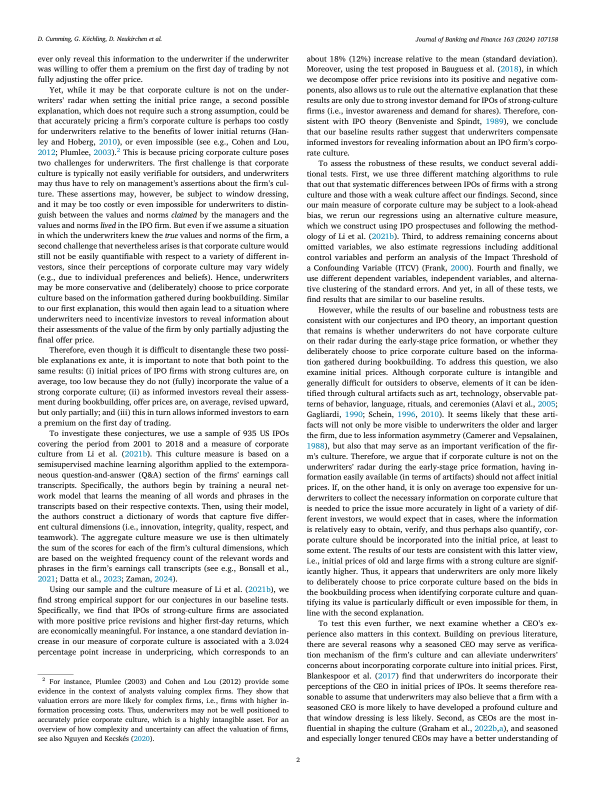 D. Cumming, G. Köchling, D. Neukirchen et al.
Journal of Banking and Finance 163 (2024) 107158
ever only reveal this information to the underwriter if the underwriter
was willing to offer them a premium on the first day of trading by not
fully adjusting the offer price.
Yet, while it may be that corporate culture is not on the under-
writers' radar when setting the initial price range, a second possible
explanation, which does not require such a strong assumption, could be
that accurately pricing a firm's corporate culture is perhaps too costly
for underwriters relative to the benefits of lower initial returns (Han-
ley and Hoberg, 2010), or even impossible (see e.g., Cohen and Lou,
2012; Plumlee, 2003).2 This is because pricing corporate culture poses
two challenges for underwriters. The first challenge is that corporate
culture is typically not easily verifiable for outsiders, and underwriters
may thus have to rely on management's assertions about the firm's cul-
ture. These assertions may, however, be subject to window dressing,
and it may be too costly or even impossible for underwriters to distin-
guish between the values and norms claimed by the managers and the
values and norms lived in the IPO firm. But even if we assume a situation
in which the underwriters knew the true values and norms of the firm, a
second challenge that nevertheless arises is that corporate culture would
still not be easily quantifiable with respect to a variety of different in-
vestors, since their perceptions of corporate culture may vary widely
(e.g., due to individual preferences and beliefs). Hence, underwriters
may be more conservative and (deliberately) choose to price corporate
culture based on the information gathered during bookbuilding. Similar
to our first explanation, this would then again lead to a situation where
underwriters need to incentivize investors to reveal information about
their assessments of the value of the firm by only partially adjusting the
final offer price.
Therefore, even though it is difficult to disentangle these two possi-
ble explanations ex ante, it is important to note that both point to the
same results: (i) initial prices of IPO firms with strong cultures are, on
average, too low because they do not (fully) incorporate the value of a
strong corporate culture; (ii) as informed investors reveal their assess-
ment during bookbuilding, offer prices are, on average, revised upward,
but only partially; and (iii) this in turn allows informed investors to earn
a premium on the first day of trading.
To investigate these conjectures, we use a sample of 935 US IPOs
covering the period from 2001 to 2018 and a measure of corporate
culture from Li et al. (2021b). This culture measure is based on a
semisupervised machine learning algorithm applied to the extempora-
neous question-and-answer (Q&A) section of the firms' earnings call
transcripts. Specifically, the authors begin by training a neural net-
work model that learns the meaning of all words and phrases in the
transcripts based on their respective contexts. Then, using their model,
the authors construct a dictionary of words that capture five differ-
ent cultural dimensions (i.e., innovation, integrity, quality, respect, and
teamwork). The aggregate culture measure we use is then ultimately
the sum of the scores for each of the firm's cultural dimensions, which
are based on the weighted frequency count of the relevant words and
phrases in the firm's earnings call transcripts (see e.g., Bonsall et al.,
2021; Datta et al., 2023; Zaman, 2024).
Using our sample and the culture measure of Li et al. (2021b), we
find strong empirical support for our conjectures in our baseline tests.
Specifically, we find that IPOs of strong-culture firms are associated
with more positive price revisions and higher first-day returns, which
are economically meaningful. For instance, a one standard deviation in-
crease in our measure of corporate culture is associated with a 3.024
percentage point increase in underpricing, which corresponds to an
2 For instance, Plumlee (2003) and Cohen and Lou (2012) provide some
evidence in the context of analysts valuing complex firms. They show that
valuation errors are more likely for complex firms, i.e., firms with higher in-
formation processing costs. Thus, underwriters may not be well positioned to
accurately price corporate culture, which is a highly intangible asset. For an
overview of how complexity and uncertainty can affect the valuation of firms,
see also Nguyen and Kecskés (2020).
about 18% (12%) increase relative to the mean (standard deviation).
Moreover, using the test proposed in Bauguess et al. (2018), in which
we decompose offer price revisions into its positive and negative com-
ponents, also allows us to rule out the alternative explanation that these
results are only due to strong investor demand for IPOs of strong-culture
firms (i.e., investor awareness and demand for shares). Therefore, con-
sistent with IPO theory (Benveniste and Spindt, 1989), we conclude
that our baseline results rather suggest that underwriters compensate
informed investors for revealing information about an IPO firm's corpo-
rate culture.
To assess the robustness of these results, we conduct several addi-
tional tests. First, we use three different matching algorithms to rule
that out that systematic differences between IPOs of firms with a strong
culture and those with a weak culture affect our findings. Second, since
our main measure of corporate culture may be subject to a look-ahead
bias, we rerun our regressions using an alternative culture measure,
which we construct using IPO prospectuses and following the method-
ology of Li et al. (2021b). Third, to address remaining concerns about
omitted variables, we also estimate regressions including additional
control variables and perform an analysis of the Impact Threshold of
a Confounding Variable (ITCV) (Frank, 2000). Fourth and finally, we
use different dependent variables, independent variables, and alterna-
tive clustering of the standard errors. And yet, in all of these tests, we
find results that are similar to our baseline results.
However, while the results of our baseline and robustness tests are
consistent with our conjectures and IPO theory, an important question
that remains is whether underwriters do not have corporate culture
on their radar during the early-stage price formation, or whether they
deliberately choose to price corporate culture based on the informa-
tion gathered during bookbuilding. To address this question, we also
examine initial prices. Although corporate culture is intangible and
generally difficult for outsiders to observe, elements of it can be iden-
tified through cultural artifacts such as art, technology, observable pat-
terns of behavior, language, rituals, and ceremonies (Alavi et al., 2005;
Gagliardi, 1990; Schein, 1996, 2010). It seems likely that these arti-
facts will not only be more visible to underwriters the older and larger
the firm, due to less information asymmetry (Camerer and Vepsalainen,
1988), but also that may serve as an important verification of the fir-
m's culture. Therefore, we argue that if corporate culture is not on the
underwriters' radar during the early-stage price formation, having in-
formation easily available (in terms of artifacts) should not affect initial
prices. If, on the other hand, it is only on average too expensive for un-
derwriters to collect the necessary information on corporate culture that
is needed to price the issue more accurately in light of a variety of dif-
ferent investors, we would expect that in cases, where the information
is relatively easy to obtain, verify, and thus perhaps also quantify, cor-
porate culture should be incorporated into the initial price, at least to
some extent. The results of our tests are consistent with this latter view,
i.e., initial prices of old and large firms with a strong culture are signif-
icantly higher. Thus, it appears that underwriters are only more likely
to deliberately choose to price corporate culture based on the bids in
the bookbuilding process when identifying corporate culture and quan-
tifying its value is particularly difficult or even impossible for them, in
line with the second explanation.
To test this even further, we next examine whether a CEO's ex-
perience also matters in this context. Building on previous literature,
there are several reasons why a seasoned CEO may serve as verifica-
tion mechanism of the firm's culture and can alleviate underwriters'
concerns about incorporating corporate culture into initial prices. First,
Blankespoor et al. (2017) find that underwriters do incorporate their
perceptions of the CEO in initial prices of IPOs. It seems therefore rea-
sonable to assume that underwriters may also believe that a firm with a
seasoned CEO is more likely to have developed a profound culture and
that window dressing is less likely. Second, as CEOs are the most in-
fluential in shaping the culture (Graham et al., 2022b,a), and seasoned
and especially longer tenured CEOs may have a better understanding of
2